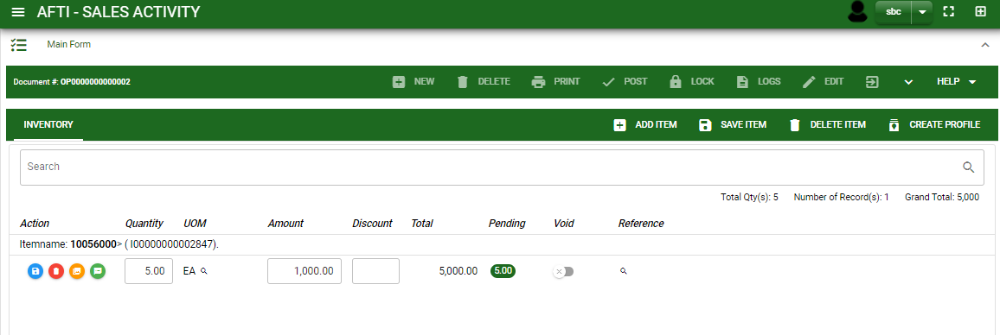 AFTI - SALES ACTIVITY sbc
Main Form
Document #: OP0000000000002 NEW DELETE PRINT POST LOCK LOGS EDIT HELP
INVENTORY ADD ITEM SAVE ITEM DELETE ITEM CREATE PROFILE
Search
Total Qty(s): 5 Number of Record(s): 1 Grand Total: 5,000
Action Quantity UOM Amount Discount Total Pending Void Reference
Itemname: 10056000> ( I00000000002847).
5.00 EA 1,000.00 5,000.00 5.00